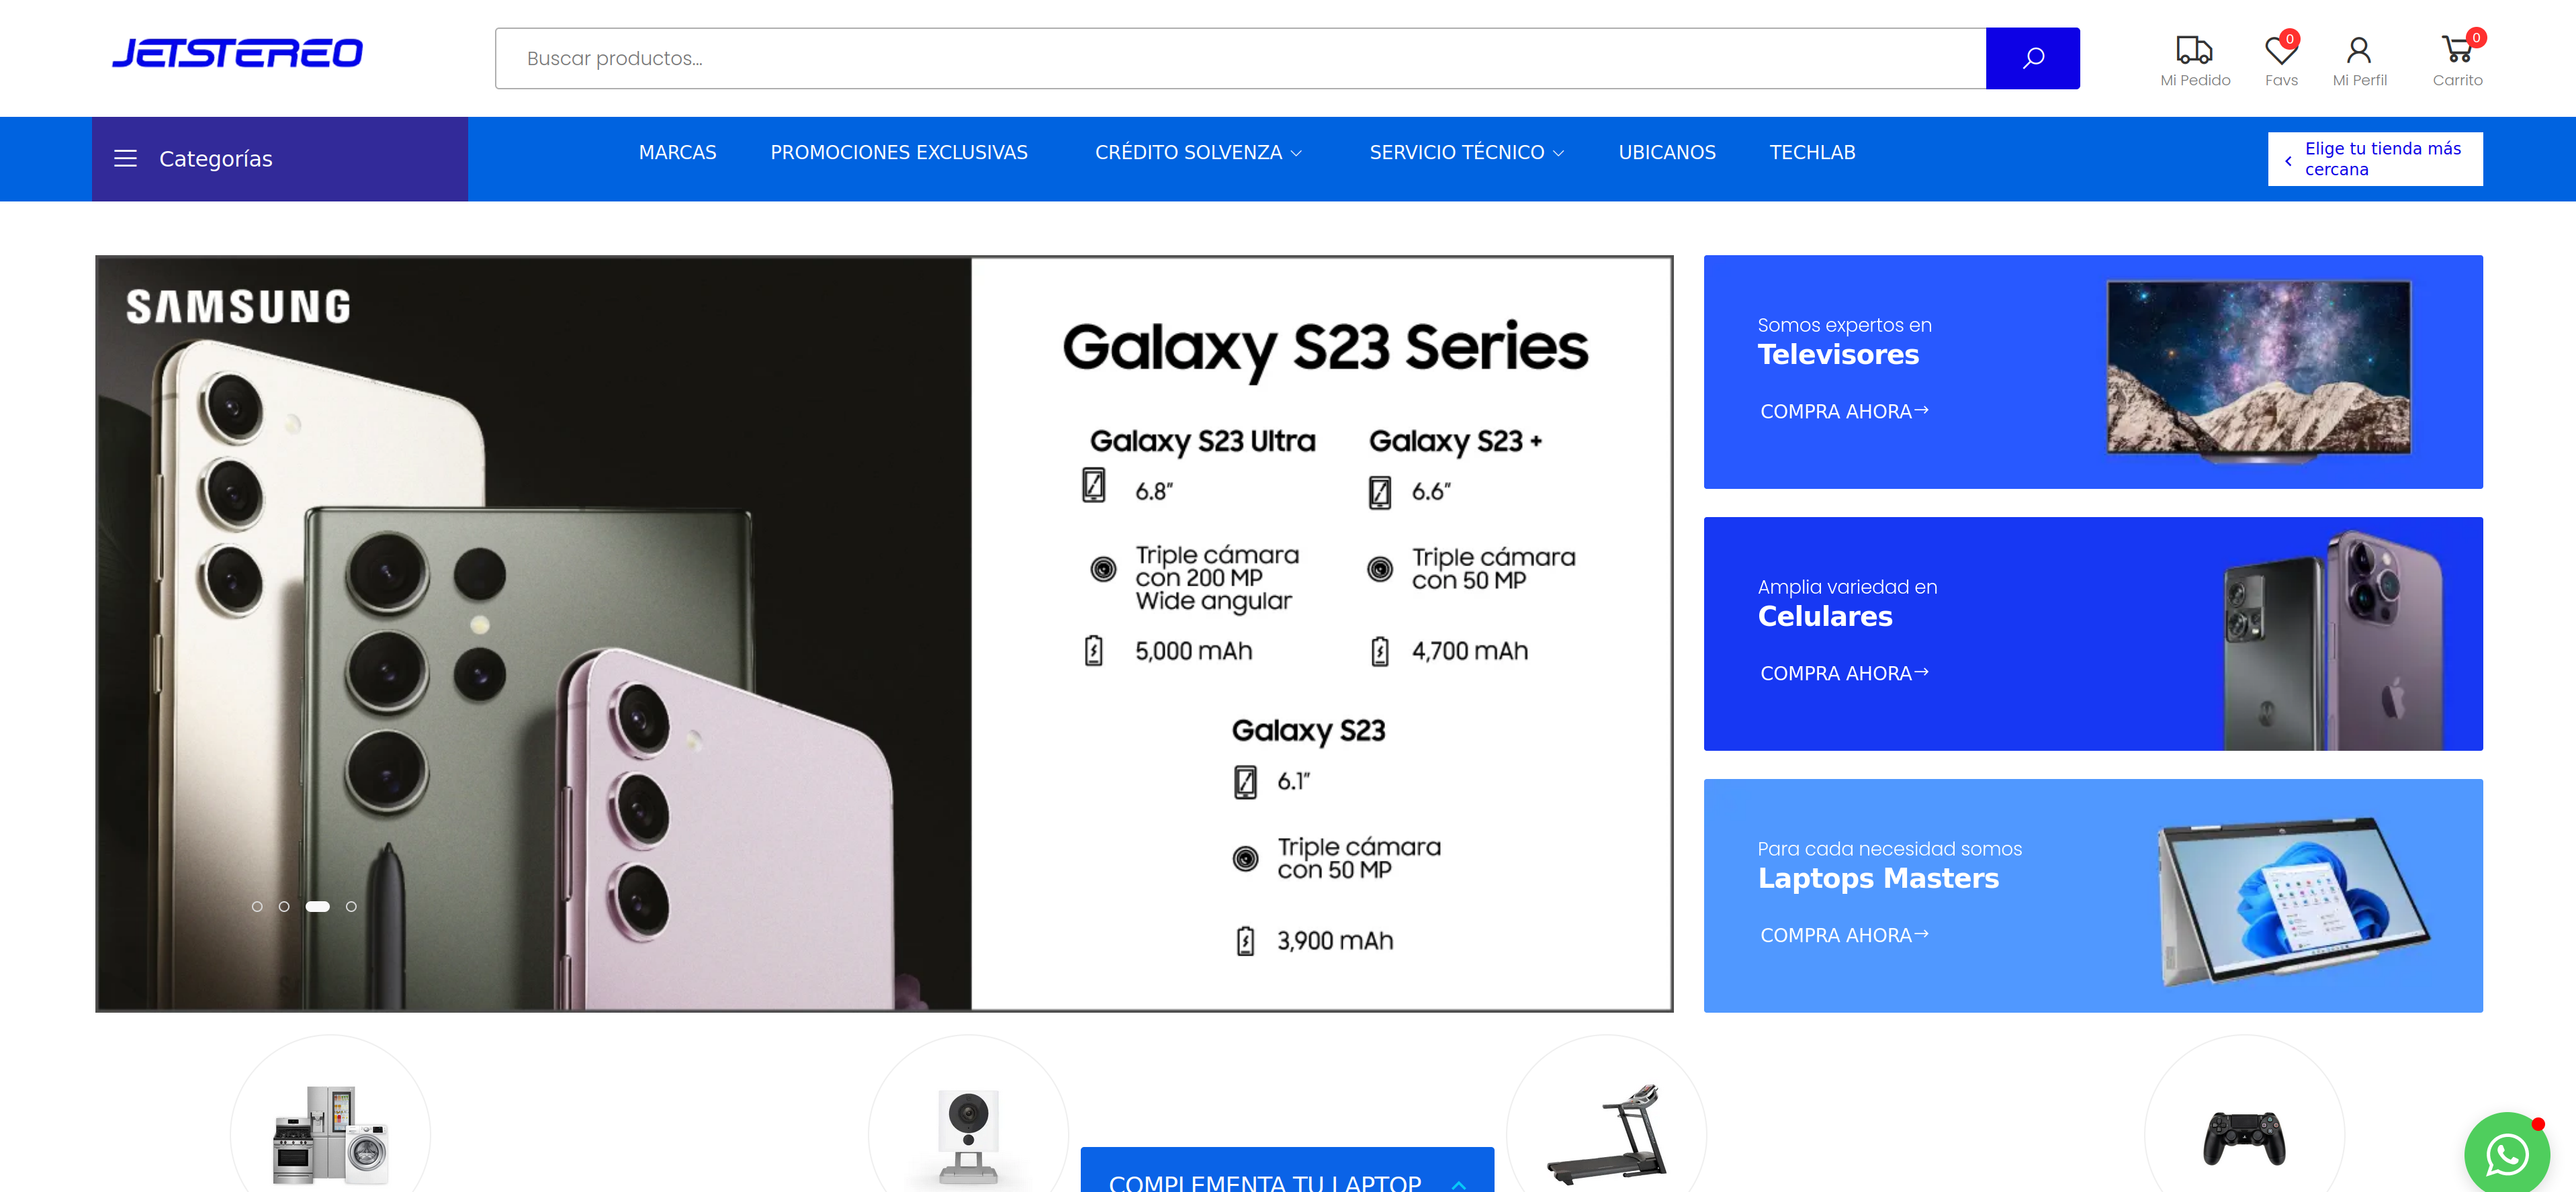 JETSTEREO
Buscar productos...
Mi Pedido
0
Favs
Mi Perfil
0
Carrito
Categorías
MARCAS
PROMOCIONES EXCLUSIVAS
CRÉDITO SOLVENZA
SERVICIO TÉCNICO
UBICANOS
TECHLAB
Elige tu tienda más
cercana
SAMSUNG
Galaxy S23 Series
Galaxy S23 Ultra
6.8"
Triple cámara
con 200 MP
Wide angular
5,000 mAh
Galaxy S23 +
6.6"
Triple cámara
con 50 MP
4,700 mAh
Galaxy S23
6.1"
Triple cámara
con 50 MP
3,900 mAh
Somos expertos en
Televisores
COMPRA AHORA→
Amplia variedad en
Celulares
COMPRA AHORA→
Para cada necesidad somos
Laptops Masters
COMPRA AHORA→
COMPLEMENTA TU LAPTOP